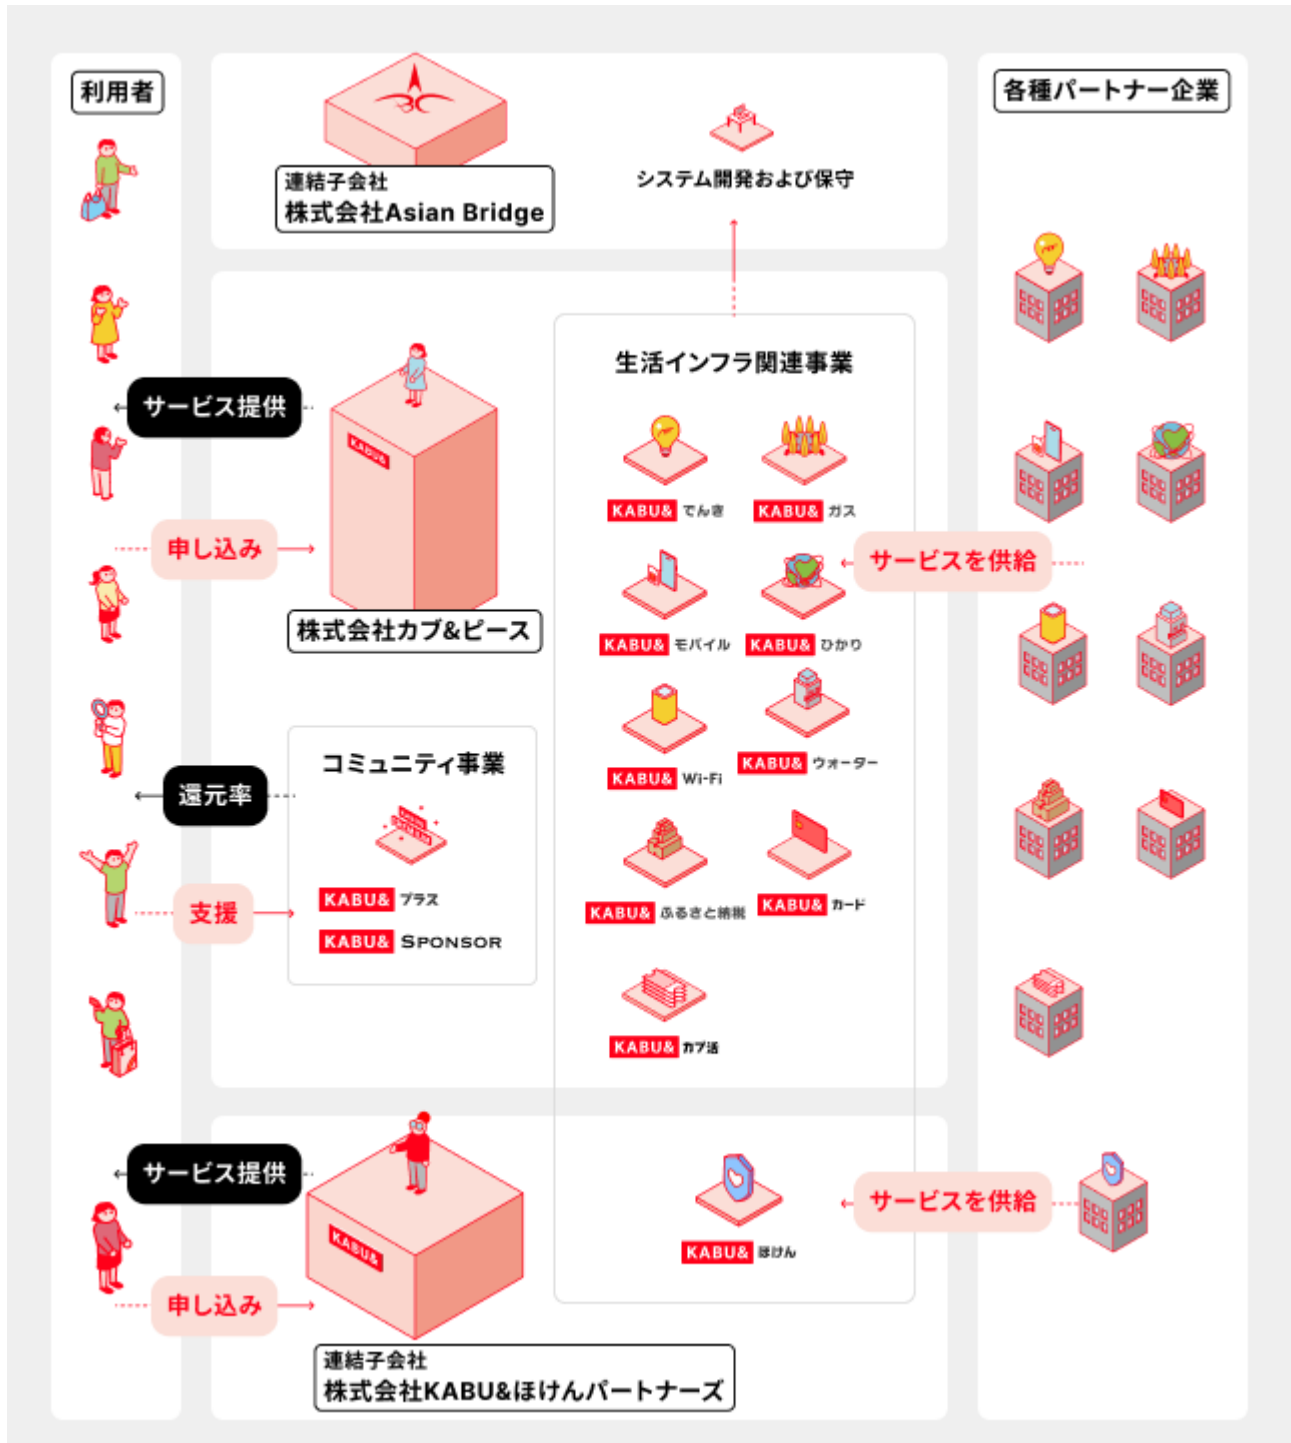 利用者
連結子会社
株式会社Asian Bridge
システム開発および保守
各種パートナー企業
生活インフラ関連事業
サービス提供
KABU&
KABU& でんき
KABU& ガス
申し込み
サービスを供給
株式会社カブ&ピース
KABU& モバイル
KABU& ひかり
KABU& Wi-Fi
KABU& ウォーター
コミュニティ事業
還元率
KABU& プラス
KABU& SPONSOR
支援
KABU& ふるさと納税
KABU& カード
KABU& カブ活
サービス提供
KABU&
サービスを供給
KABU& ほけん
申し込み
連結子会社
株式会社KABU&ほけんパートナーズ